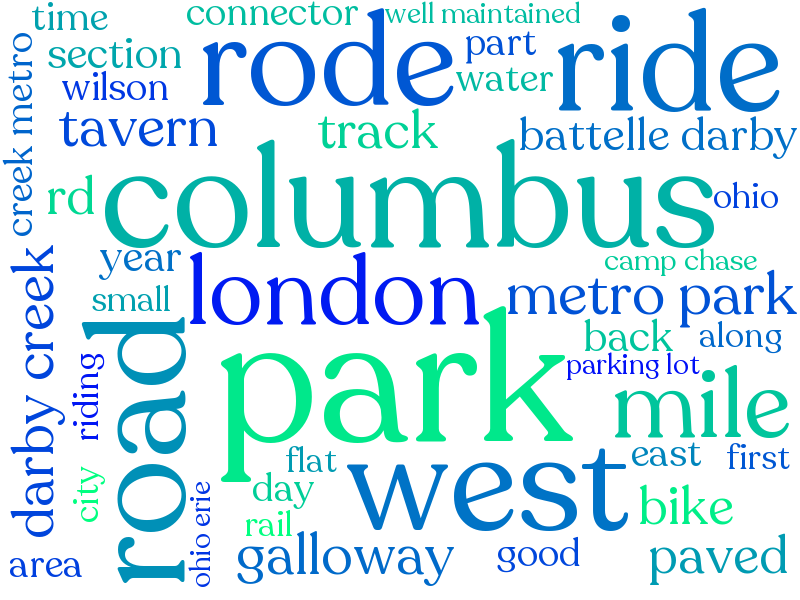 time
connector
well maintained
section
rode
part
ride
wilson
water
creek metro
tavern
track
battelle darby
rd
columbus
ohio
year
london
camp chase
small
metro park
darby creek
riding
road
park
back
along
parking lot
mile
city
flat
west
east
first
day
ohio erie
rail
bike
area
galloway
good
paved